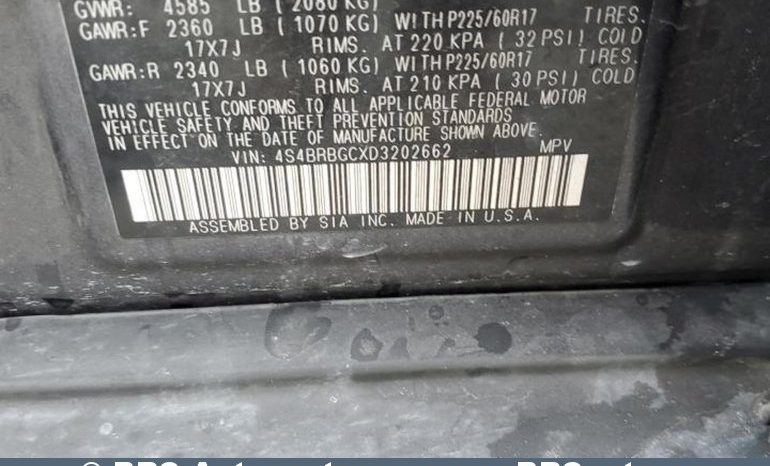 GVWR: 4585 LB ( 2080 KG)
GAWR:F 2360 LB ( 1070 KG) WITH P225/60R17 TIRES.
17X7J RIMS. AT 220 KPA ( 32 PSI) COLD
GAWR:R 2340 LB ( 1060 KG) WITH P225/60R17 TIRES.
17X7J RIMS. AT 210 KPA ( 30 PSI) COLD
THIS VEHICLE CONFORMS TO ALL APPLICABLE FEDERAL MOTOR
VEHICLE SAFETY AND THEFT PREVENTION STANDARDS
IN EFFECT ON THE DATE OF MANUFACTURE SHOWN ABOVE.
VIN: 4S4BRBGCXD3202662 MPV
ASSEMBLED BY SIA INC. MADE IN U.S.A.